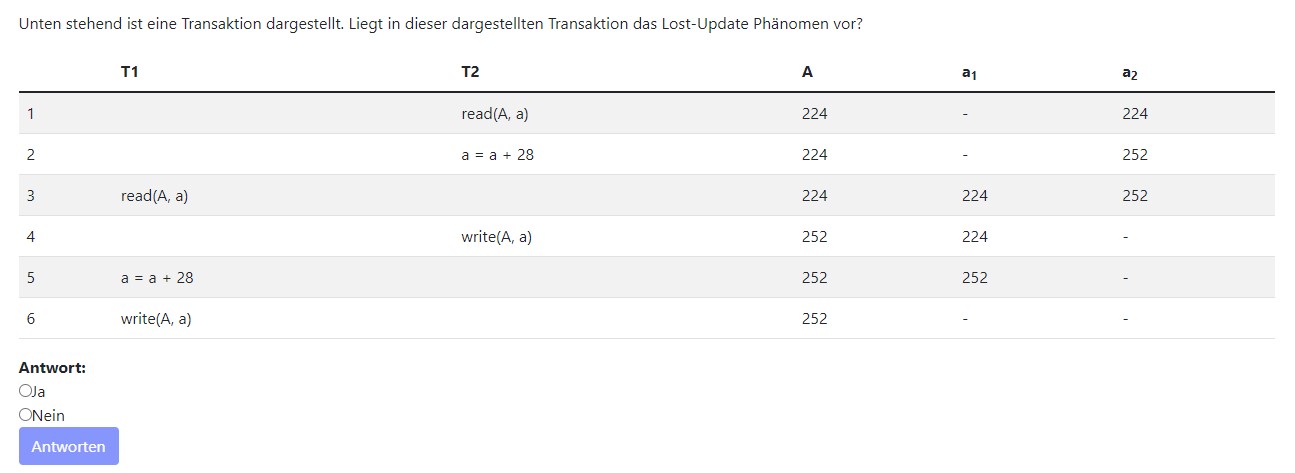 Unten stehend ist eine Transaktion dargestellt. Liegt in dieser dargestellten Transaktion das Lost-Update Phänomen vor?
T1 T2 A a₁ a₂
1 read(A, a) 224 - 224
2 a = a + 28 224 - 252
3 read(A, a) 224 224 252
4 write(A, a) 252 224 -
5 a = a + 28 252 252 -
6 write(A, a) 252 - -
Antwort:
Ja
Nein
Antworten